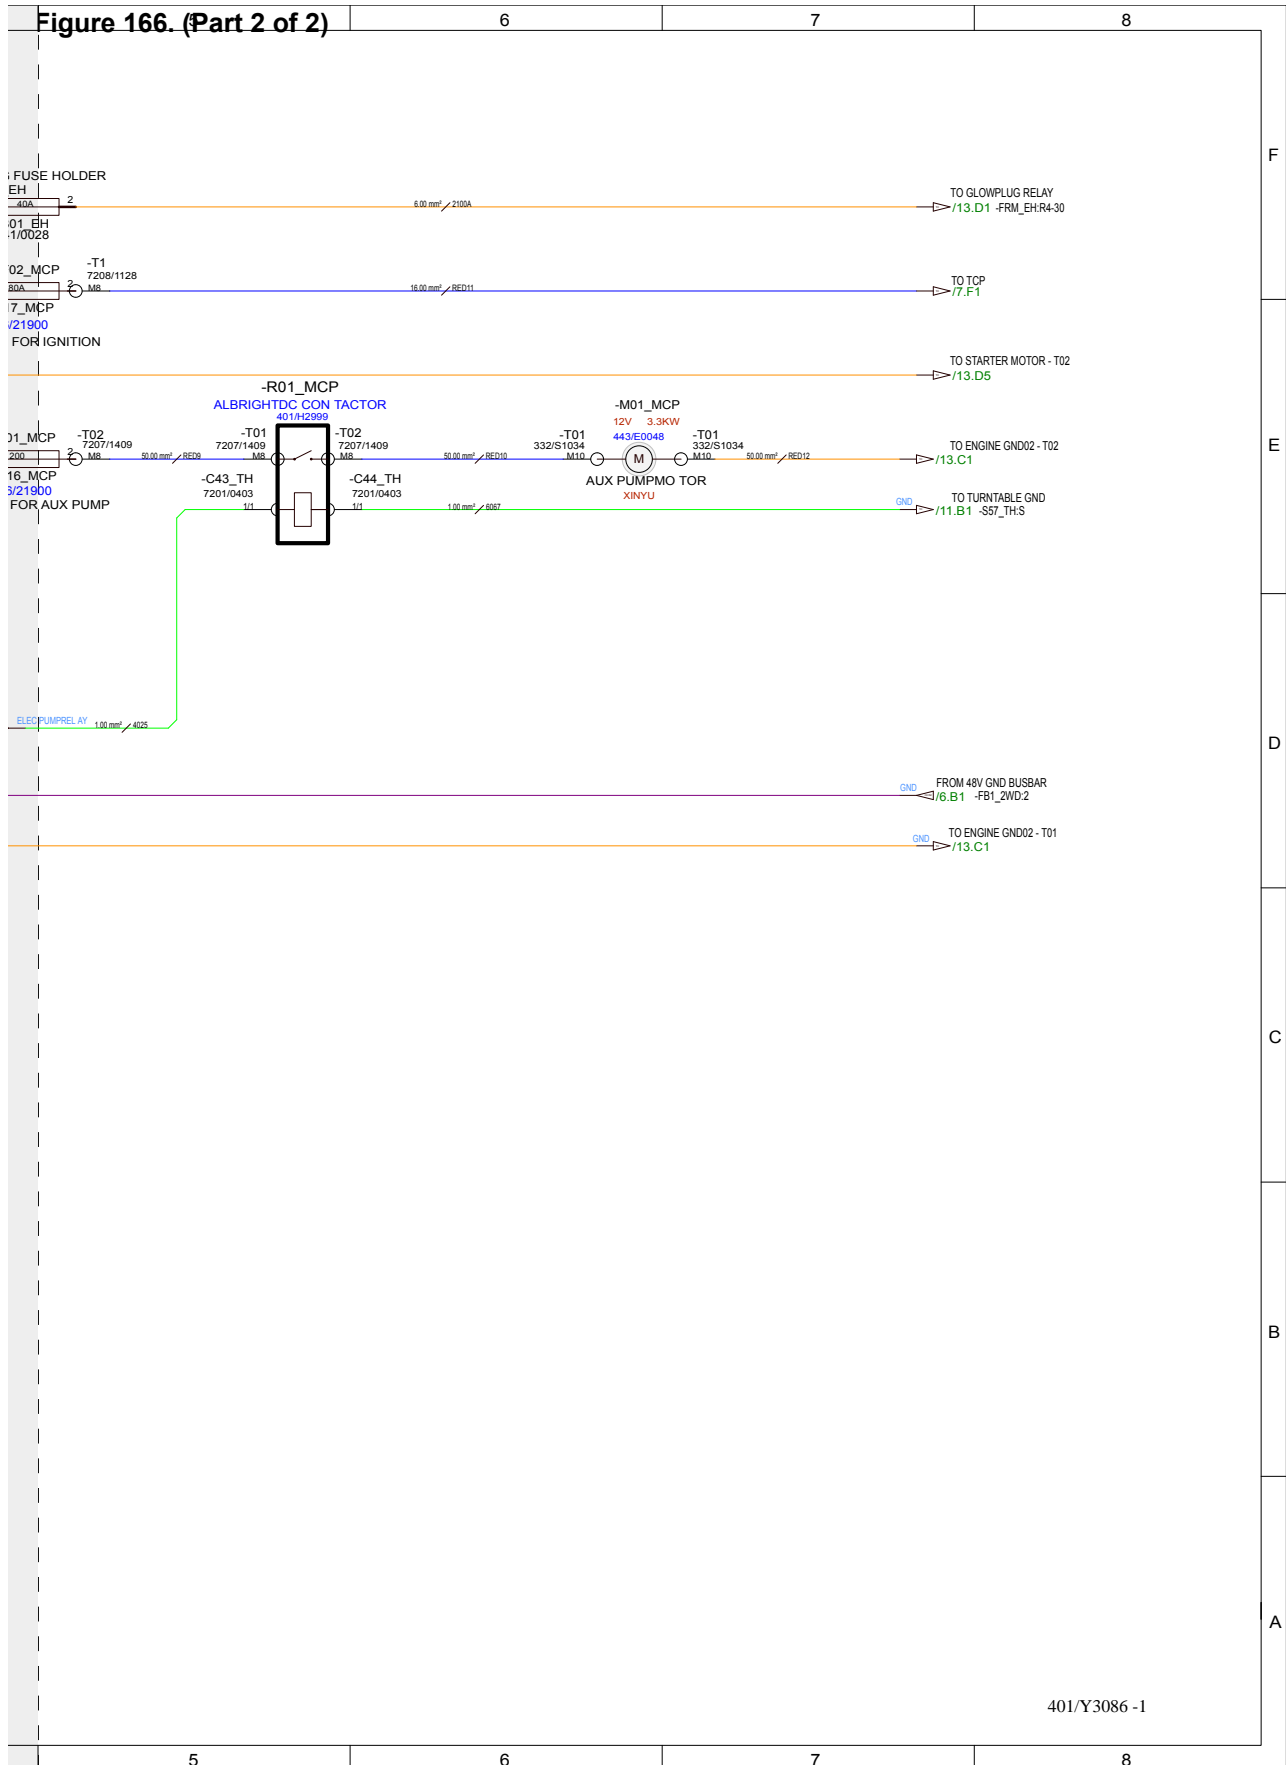 Figure 166. (Part 2 of 2)
5 6 7 8
F
FUSE HOLDER
EH
40A 2
6.00 mm² 2100A
TO GLOWPLUG RELAY
/13.D1 -FRM_EH:R4-30
01_EH
1/0028
-T1
02_MCP
7208/1128
80A 2 M8
16.00 mm² RED11
TO TCP
/7.F1
17_MCP
/21900
FOR IGNITION
TO STARTER MOTOR - T02
/13.D5
-R01_MCP
ALBRIGHTDC CON TACTOR
401/H2999
-M01_MCP
12V 3.3KW
443/E0048
E
01_MCP
-T02
7207/1409
200 2 M8
50.00 mm² RED9
-T01
7207/1409
M8
-T02
7207/1409
M8
50.00 mm² RED10
-T01
332/S1034
M10
M
-T01
332/S1034
M10
50.00 mm² RED12
TO ENGINE GND02 - T02
/13.C1
16_MCP
6/21900
FOR AUX PUMP
-C43_TH
7201/0403
1/1
-C44_TH
7201/0403
1/1
1.00 mm² 6067
AUX PUMPMO TOR
XINYU
GND
TO TURNTABLE GND
/11.B1 -S57_TH:S
ELEC PUMPREL AY
1.00 mm² 4025
D
GND
FROM 48V GND BUSBAR
/6.B1 -FB1_2WD:2
GND
TO ENGINE GND02 - T01
/13.C1
C
B
A
401/Y3086 -1
5 6 7 8